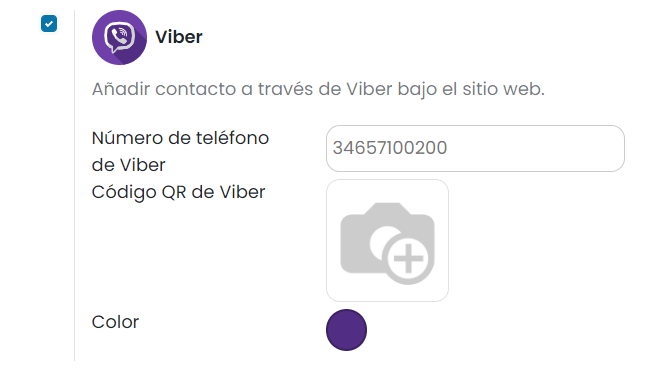 Viber
Añadir contacto a través de Viber bajo el sitio web.
Número de teléfono
de Viber
34657100200
Código QR de Viber
Color